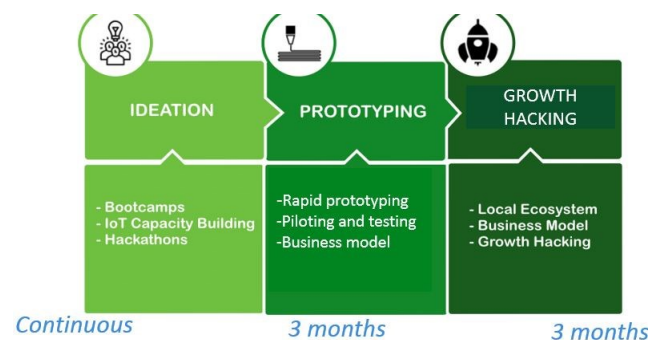 IDEATION
PROTOTYPING
GROWTH
HACKING
- Bootcamps
- IoT Capacity Building
- Hackathons
-Rapid prototyping
-Piloting and testing
-Business model
- Local Ecosystem
- Business Model
- Growth Hacking
Continuous
3 months
3 months